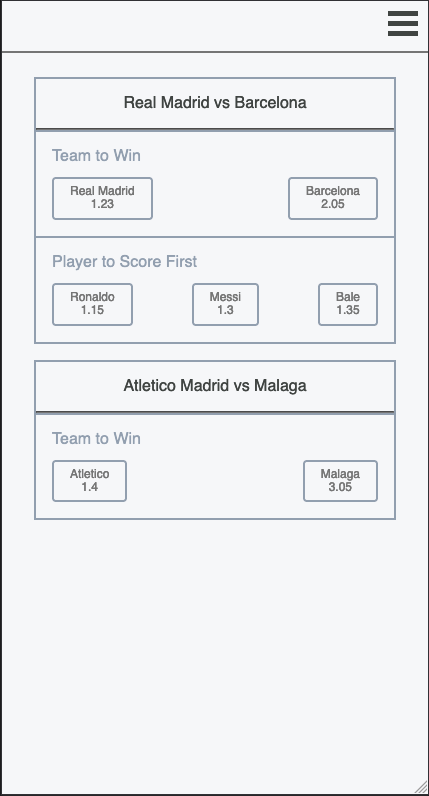 Real Madrid vs Barcelona
Team to Win
Real Madrid
1.23
Barcelona
2.05
Player to Score First
Ronaldo
1.15
Messi
1.3
Bale
1.35
Atletico Madrid vs Malaga
Team to Win
Atletico
1.4
Malaga
3.05